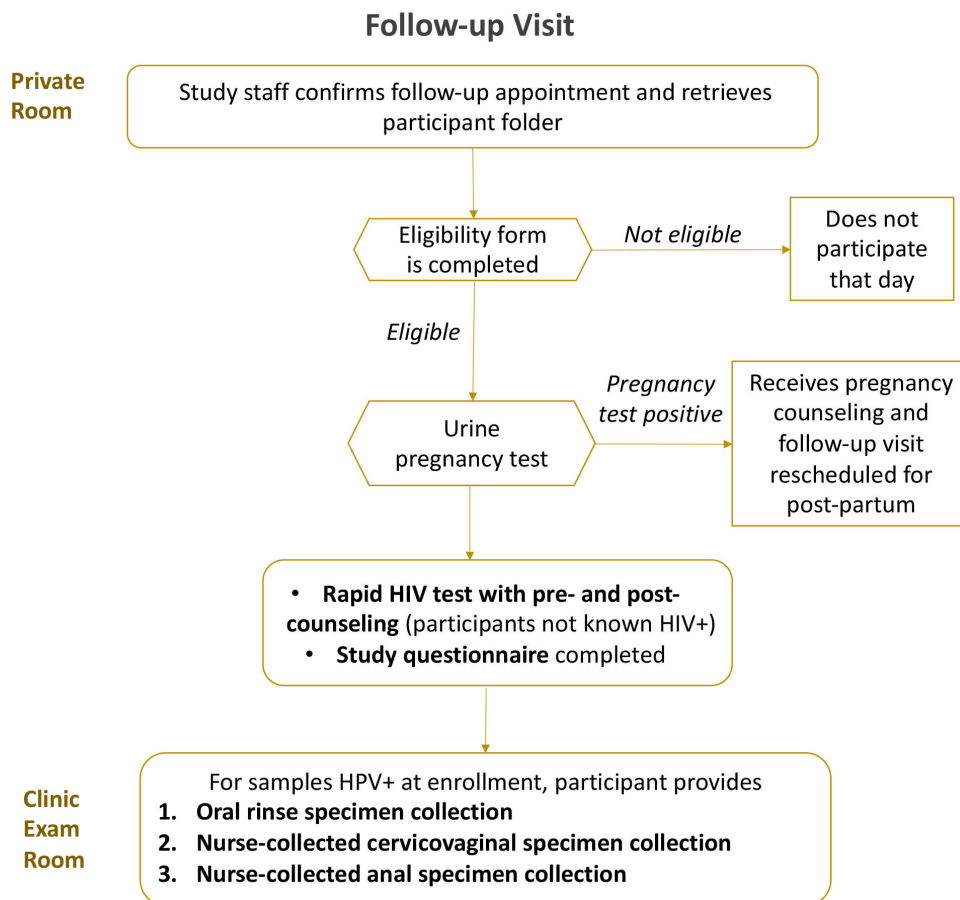 Follow-up Visit
Private
Room
Study staff confirms follow-up appointment and retrieves
participant folder
Eligibility form
is completed
Not eligible
Does not
participate
that day
Eligible
Urine
pregnancy test
Pregnancy
test positive
Receives pregnancy
counseling and
follow-up visit
rescheduled for
post-partum
• Rapid HIV test with pre- and post-
counseling (participants not known HIV+)
• Study questionnaire completed
Clinic
Exam
Room
For samples HPV+ at enrollment, participant provides
1. Oral rinse specimen collection
2. Nurse-collected cervicovaginal specimen collection
3. Nurse-collected anal specimen collection